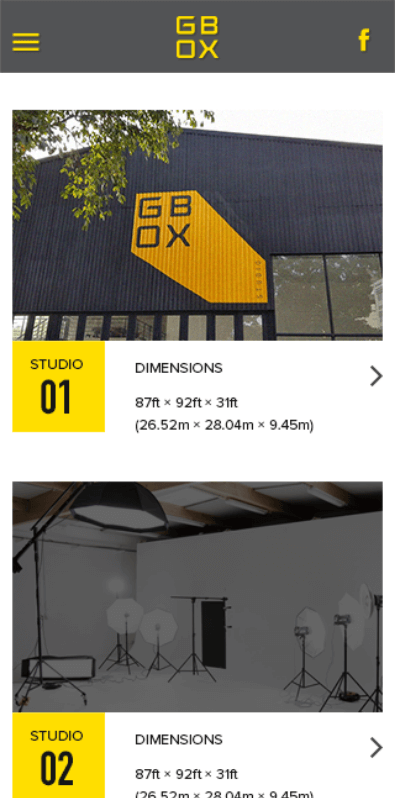 GB
OX
f
GB
OX
STUDIO
STUDIO
01
DIMENSIONS
87ft × 92ft × 31ft
(26.52m × 28.04m × 9.45m)
STUDIO
02
DIMENSIONS
87ft × 92ft × 31ft
(26.52m × 28.04m × 9.45m)